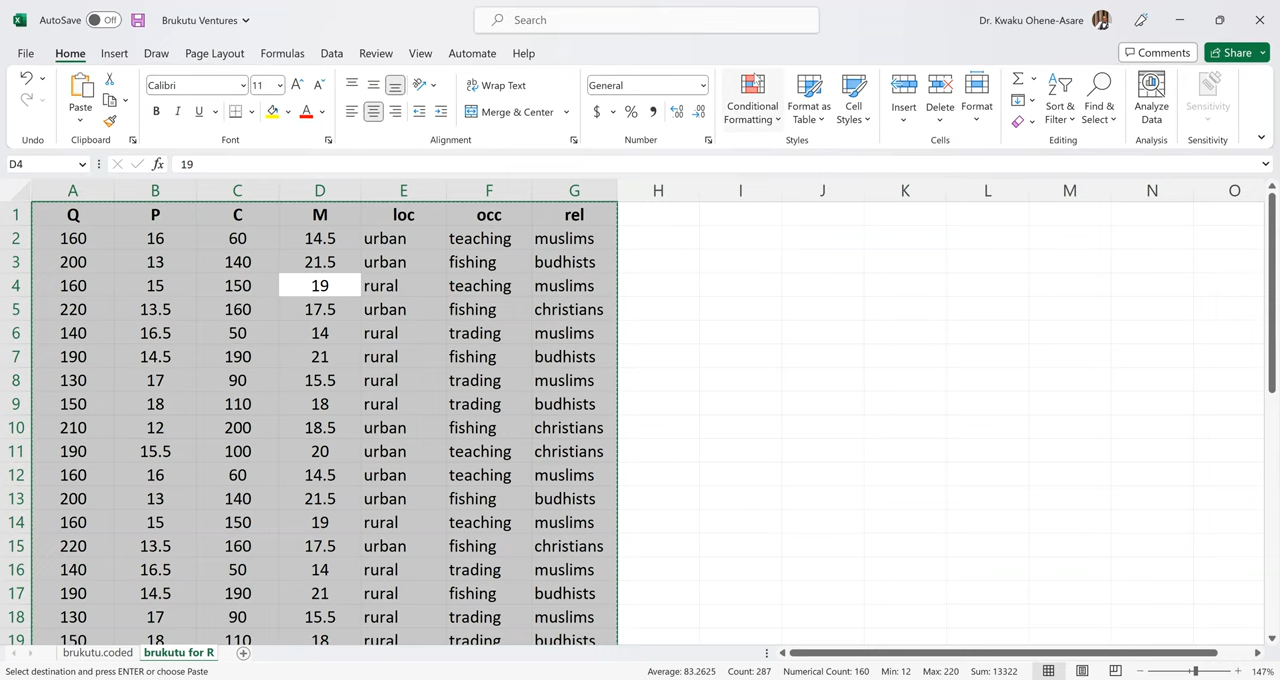 AutoSave Off Brukutu Ventures Search Dr. Kwaku Ohene-Asare
File Home Insert Draw Page Layout Formulas Data Review View Automate Help Comments Share
Calibri 11 Wrap Text General
Paste Conditional Formatting Format as Table Cell Styles Insert Delete Format Sort & Filter Find & Select Analyze Data Sensitivity
B I U A Merge & Center $ % ,
Undo Clipboard Font Alignment Number Styles Cells Editing Analysis Sensitivity
D4 fx 19
A B C D E F G H I J K L M N O
1 Q P C M loc occ rel
2 160 16 60 14.5 urban teaching muslims
3 200 13 140 21.5 urban fishing budhists
4 160 15 150 19 rural teaching muslims
5 220 13.5 160 17.5 urban fishing christians
6 140 16.5 50 14 rural trading muslims
7 190 14.5 190 21 rural fishing budhists
8 130 17 90 15.5 rural trading muslims
9 150 18 110 18 rural trading budhists
10 210 12 200 18.5 urban fishing christians
11 190 15.5 100 20 urban teaching christians
12 160 16 60 14.5 urban teaching muslims
13 200 13 140 21.5 urban fishing budhists
14 160 15 150 19 rural teaching muslims
15 220 13.5 160 17.5 urban fishing christians
16 140 16.5 50 14 rural trading muslims
17 190 14.5 190 21 rural fishing budhists
18 130 17 90 15.5 rural trading muslims
19 150 18 110 18 rural trading budhists
brukutu.coded brukutu for R
Select destination and press ENTER or choose Paste Average: 83.2625 Count: 287 Numerical Count: 160 Min: 12 Max: 220 Sum: 13322 147%